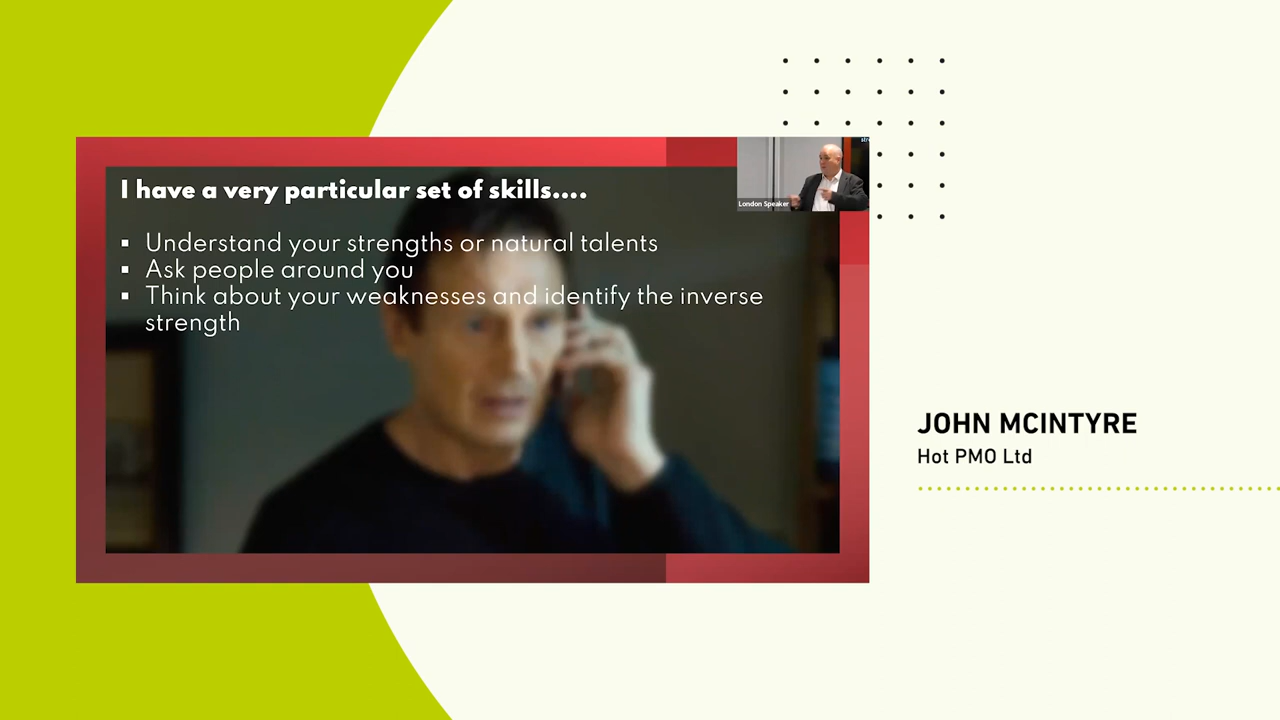 I have a very particular set of skills....
▪ Understand your strengths or natural talents
▪ Ask people around you
▪ Think about your weaknesses and identify the inverse
strength
London Speaker
JOHN MCINTYRE
Hot PMO Ltd